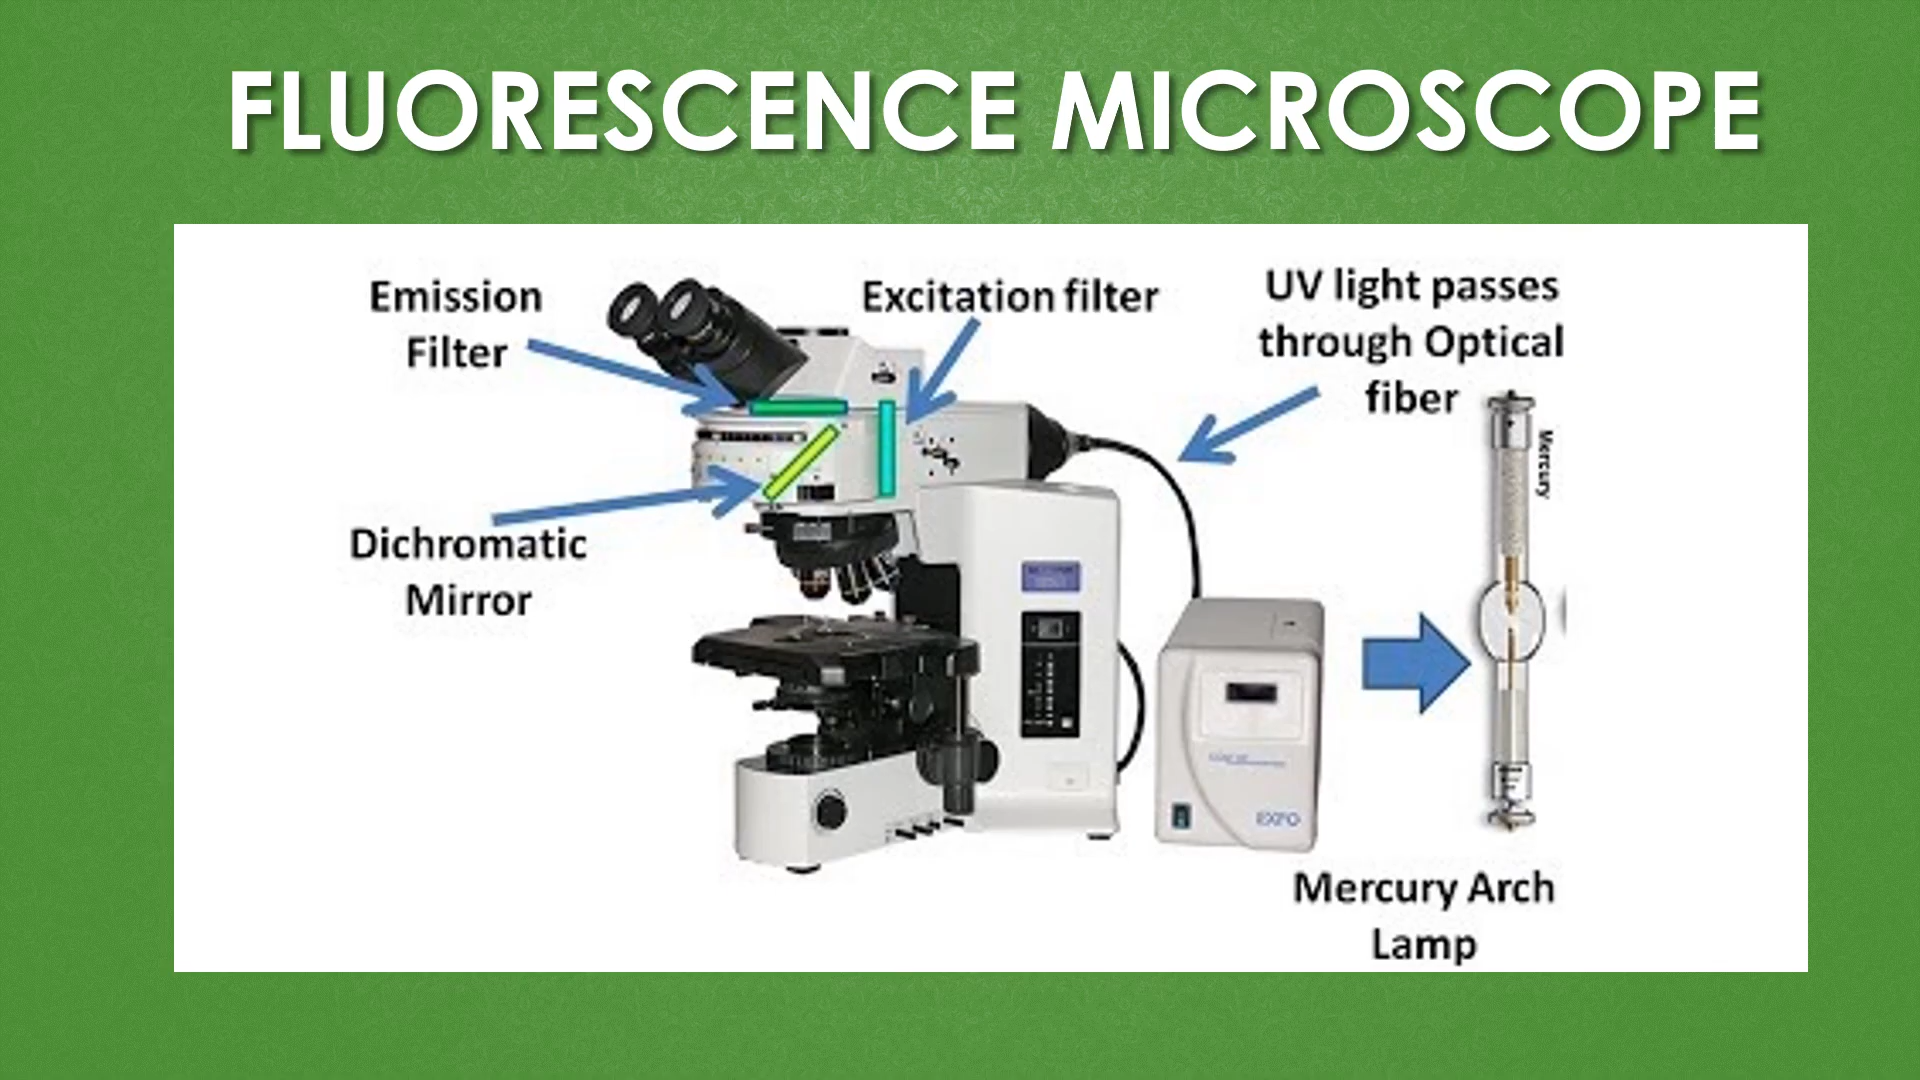 FLUORESCENCE MICROSCOPE
Emission
Filter
Excitation filter
UV light passes
through Optical
fiber
Mercury
Dichromatic
Mirror
EXFO
Mercury Arch
Lamp